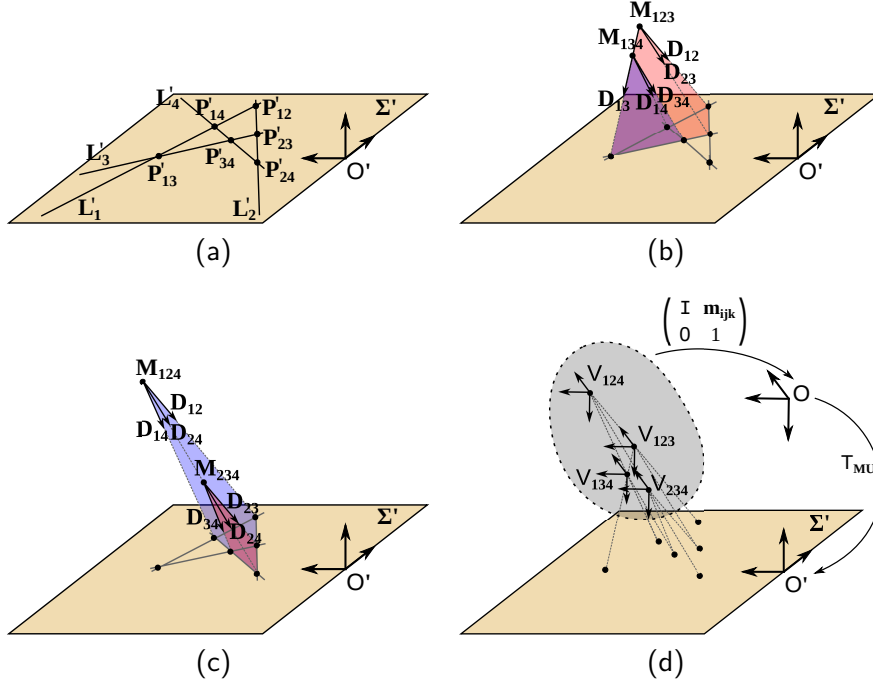 L'4 P'14 P'12 Σ'
L'3 P'34 P'23
P'13 P'24 O'
L'1 L'2
(a)
M123
M134 D12
D23
D13 D14 D34 Σ'
O'
(b)
M124
D12
D14 D24
M234
D23
D34 D24 Σ'
O'
(c)
( I mijk )
( 0 1 )
V124 O
V123
V134 V234 TMU
Σ'
O'
(d)